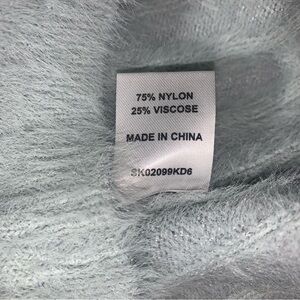 75% NYLON
25% VISCOSE
MADE IN CHINA
SK02099KD6